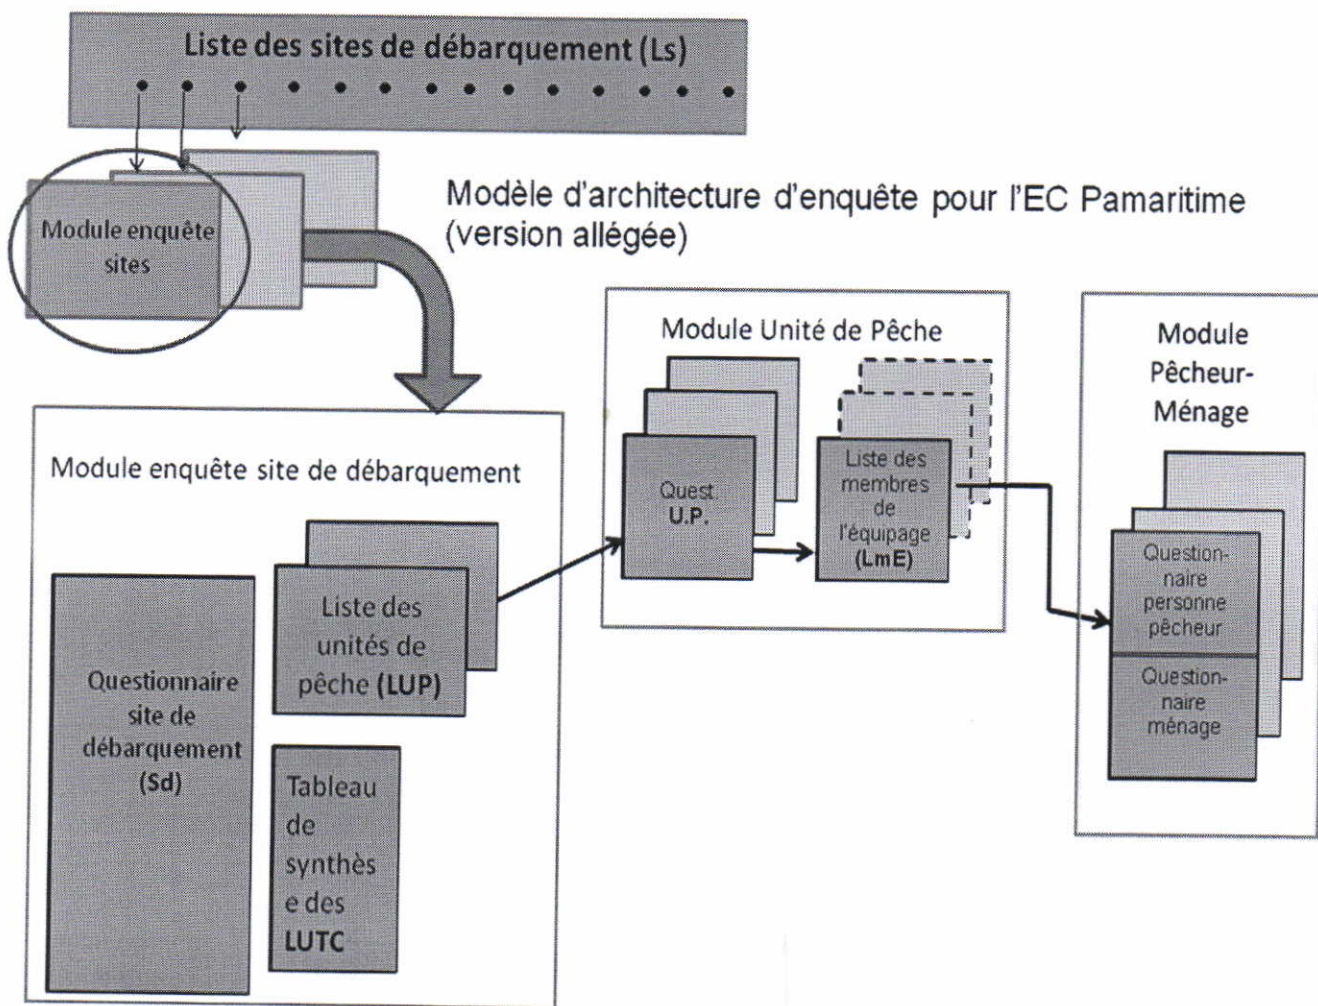 Liste des sites de débarquement (Ls)
Module enquête
sites
Modèle d'architecture d'enquête pour l'EC Pamaritime
(version allégée)
Module enquête site de débarquement
Questionnaire
site de
débarquement
(Sd)
Liste des
unités de
pêche (LUP)
Tableau
de
synthès
e des
LUTC
Module Unité de Pêche
Quest.
U.P.
Liste des
membres
de
l'équipage
(LmE)
Module
Pêcheur-
Ménage
Question-
naire
personne
pêcheur
Question-
naire
ménage